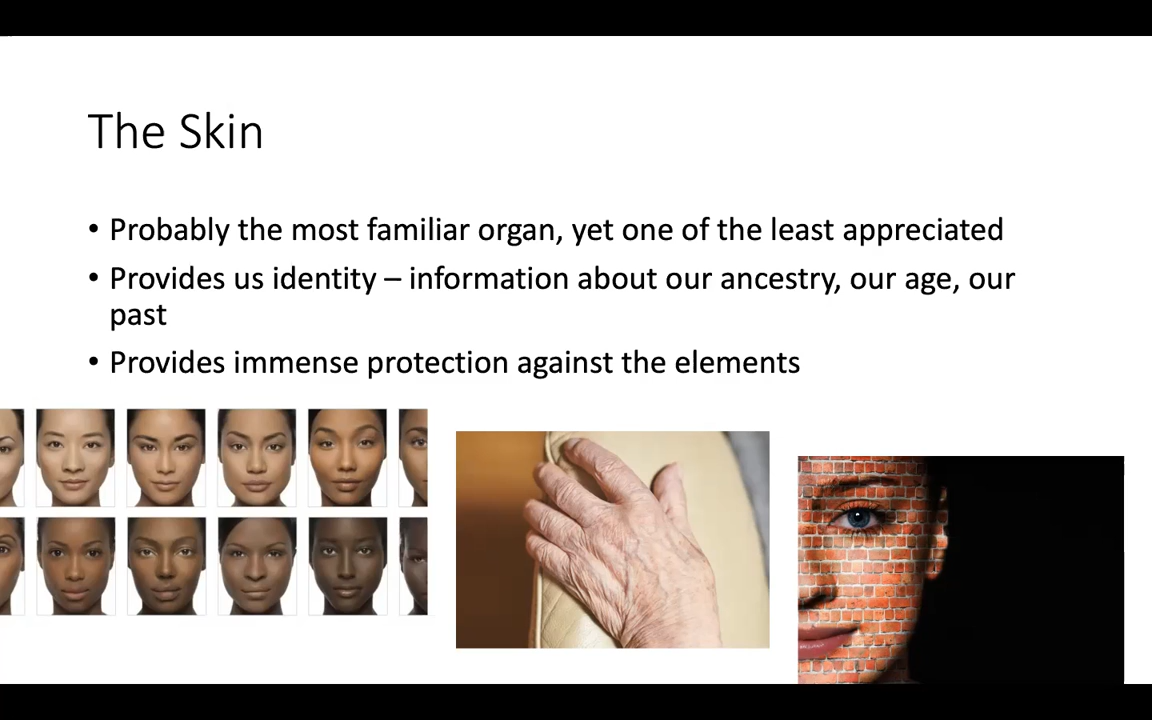 The Skin
• Probably the most familiar organ, yet one of the least appreciated
• Provides us identity – information about our ancestry, our age, our
past
• Provides immense protection against the elements